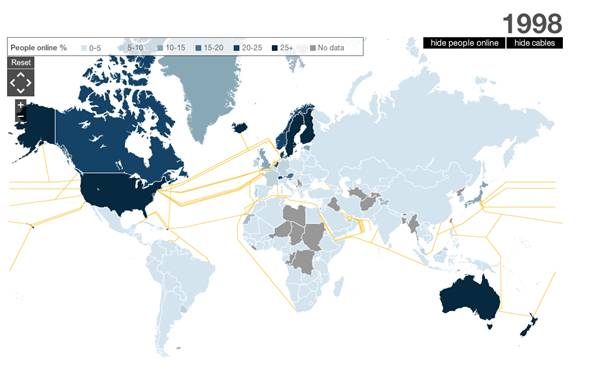 1998
hide people online hide cables
People online % 0-5 5-10 10-15 15-20 20-25 25+ No data
Reset
+
−